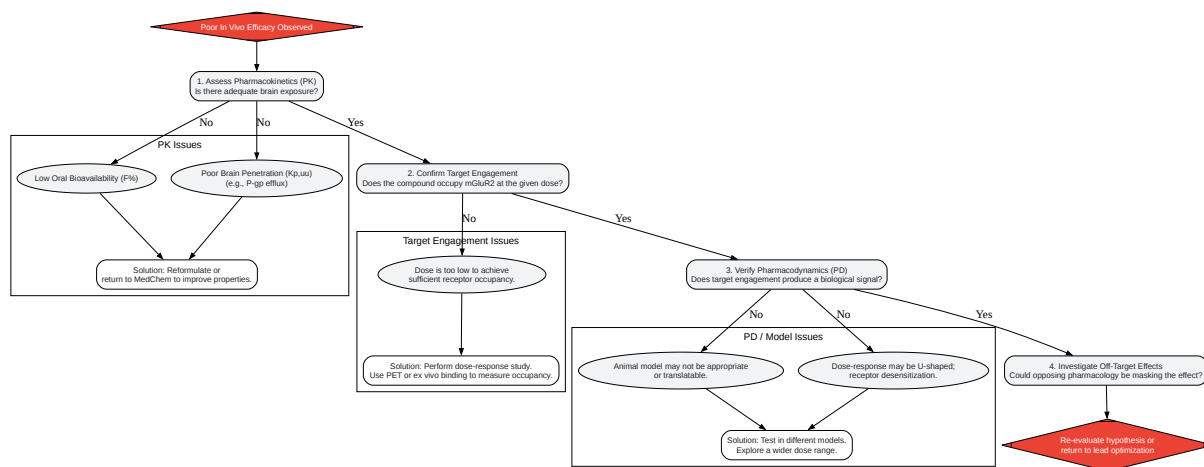 Poor In Vivo Efficacy Observed
1. Assess Pharmacokinetics (PK)
Is there adequate brain exposure?
No
No
Yes
PK Issues
Low Oral Bioavailability (F%)
Poor Brain Penetration (Kp,uu)
(e.g., P-gp efflux)
Solution: Reformulate or
return to MedChem to improve properties.
2. Confirm Target Engagement
Does the compound occupy mGluR2 at the given dose?
No
Yes
Target Engagement Issues
Dose is too low to achieve
sufficient receptor occupancy.
Solution: Perform dose-response study.
Use PET or ex vivo binding to measure occupancy.
3. Verify Pharmacodynamics (PD)
Does target engagement produce a biological signal?
No
No
Yes
PD / Model Issues
Animal model may not be appropriate
or translatable.
Dose-response may be U-shaped;
receptor desensitization.
Solution: Test in different models.
Explore a wider dose range.
4. Investigate Off-Target Effects
Could opposing pharmacology be masking the effect?
Re-evaluate hypothesis or
return to lead optimization